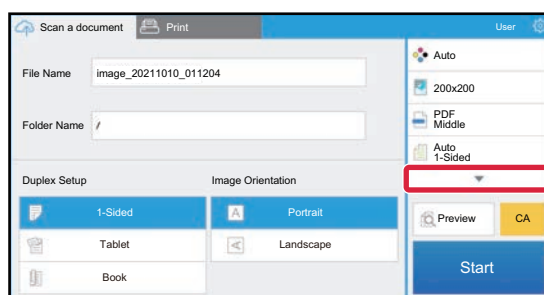 Scan a document
Print
User
File Name
image_20211010_011204
Folder Name
/
Duplex Setup
Image Orientation
1-Sided
Portrait
Tablet
Landscape
Book
Auto
200x200
PDF
Middle
Auto
1-Sided
Preview
CA
Start